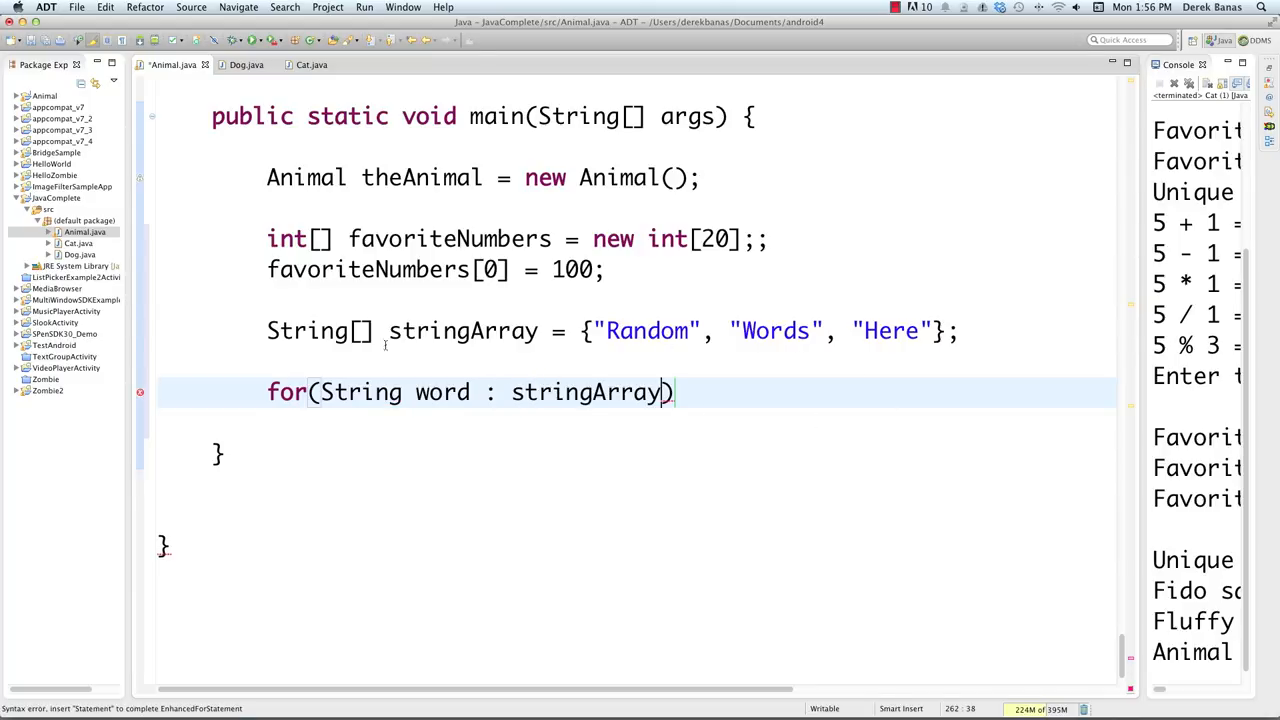 ADT File Edit Refactor Source Navigate Search Project Run Window Help 10 Mon 1:56 PM Derek Banas
Java - JavaComplete/src/Animal.java - ADT - /Users/derekbanas/Documents/android4
Quick Access Java DDMS
Package Exp
Animal
appcompat_v7
appcompat_v7_2
appcompat_v7_3
appcompat_v7_4
BridgeSample
HelloWorld
HelloZombie
ImageFilterSampleApp
JavaComplete
src
(default package)
Animal.java
Cat.java
Dog.java
JRE System Library [Ja
ListPickerExample2Activi
MediaBrowser
MultiWindowSDKExample
MusicPlayerActivity
SlookActivity
SPenSDK30_Demo
TestAndroid
TextGroupActivity
VideoPlayerActivity
Zombie
Zombie2
*Animal.java Dog.java Cat.java
public static void main(String[] args) {
Animal theAnimal = new Animal();
int[] favoriteNumbers = new int[20];;
favoriteNumbers[0] = 100;
String[] stringArray = {"Random", "Words", "Here"};
for(String word : stringArray)
}
}
Console
<terminated> Cat (1) [Java
Favorit
Favorit
Unique
5 + 1 =
5 - 1 =
5 * 1 =
5 / 1 =
5 % 3 =
Enter t
Favorit
Favorit
Favorit
Unique
Fido sa
Fluffy
Animal
Syntax error, insert "Statement" to complete EnhancedForStatement Writable Smart Insert 262 : 38 224M of 395M